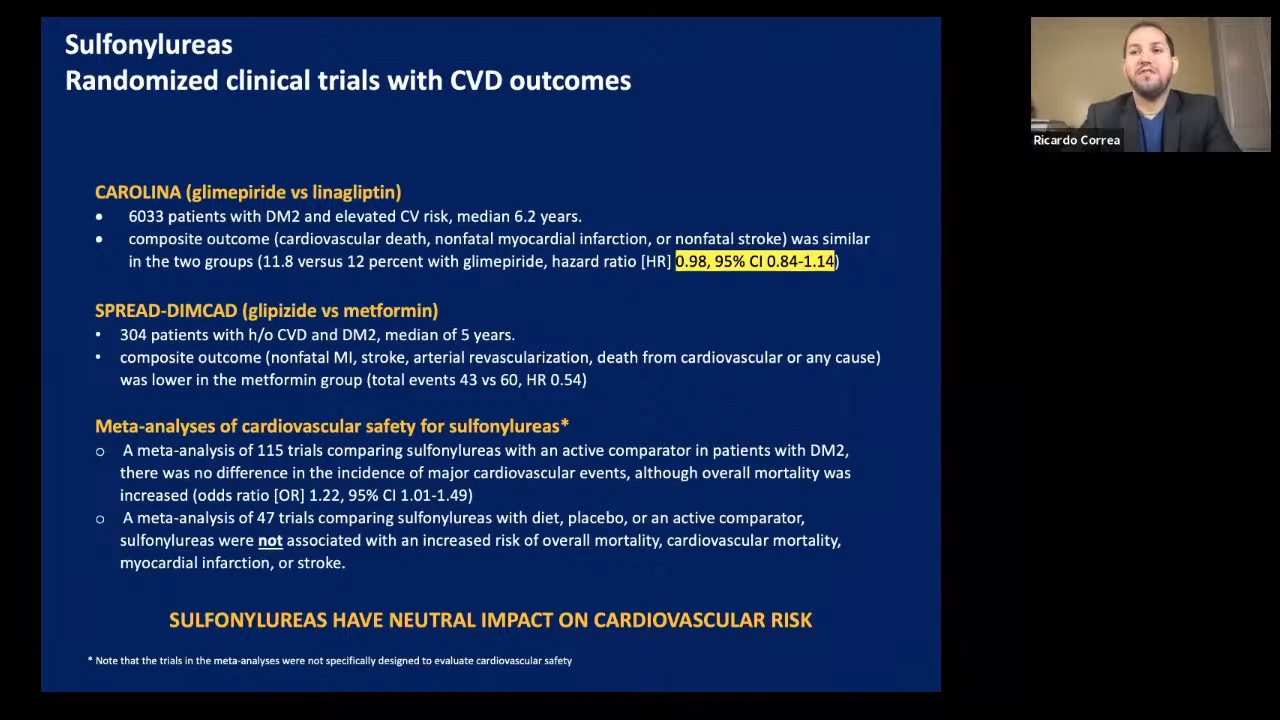 Sulfonylureas
Randomized clinical trials with CVD outcomes
CAROLINA (glimepiride vs linagliptin)
• 6033 patients with DM2 and elevated CV risk, median 6.2 years.
• composite outcome (cardiovascular death, nonfatal myocardial infarction, or nonfatal stroke) was similar
in the two groups (11.8 versus 12 percent with glimepiride, hazard ratio [HR] 0.98, 95% CI 0.84-1.14)
SPREAD-DIMCAD (glipizide vs metformin)
• 304 patients with h/o CVD and DM2, median of 5 years.
• composite outcome (nonfatal MI, stroke, arterial revascularization, death from cardiovascular or any cause)
was lower in the metformin group (total events 43 vs 60, HR 0.54)
Meta-analyses of cardiovascular safety for sulfonylureas*
o A meta-analysis of 115 trials comparing sulfonylureas with an active comparator in patients with DM2,
there was no difference in the incidence of major cardiovascular events, although overall mortality was
increased (odds ratio [OR] 1.22, 95% CI 1.01-1.49)
o A meta-analysis of 47 trials comparing sulfonylureas with diet, placebo, or an active comparator,
sulfonylureas were not associated with an increased risk of overall mortality, cardiovascular mortality,
myocardial infarction, or stroke.
SULFONYLUREAS HAVE NEUTRAL IMPACT ON CARDIOVASCULAR RISK
* Note that the trials in the meta-analyses were not specifically designed to evaluate cardiovascular safety
Ricardo Correa